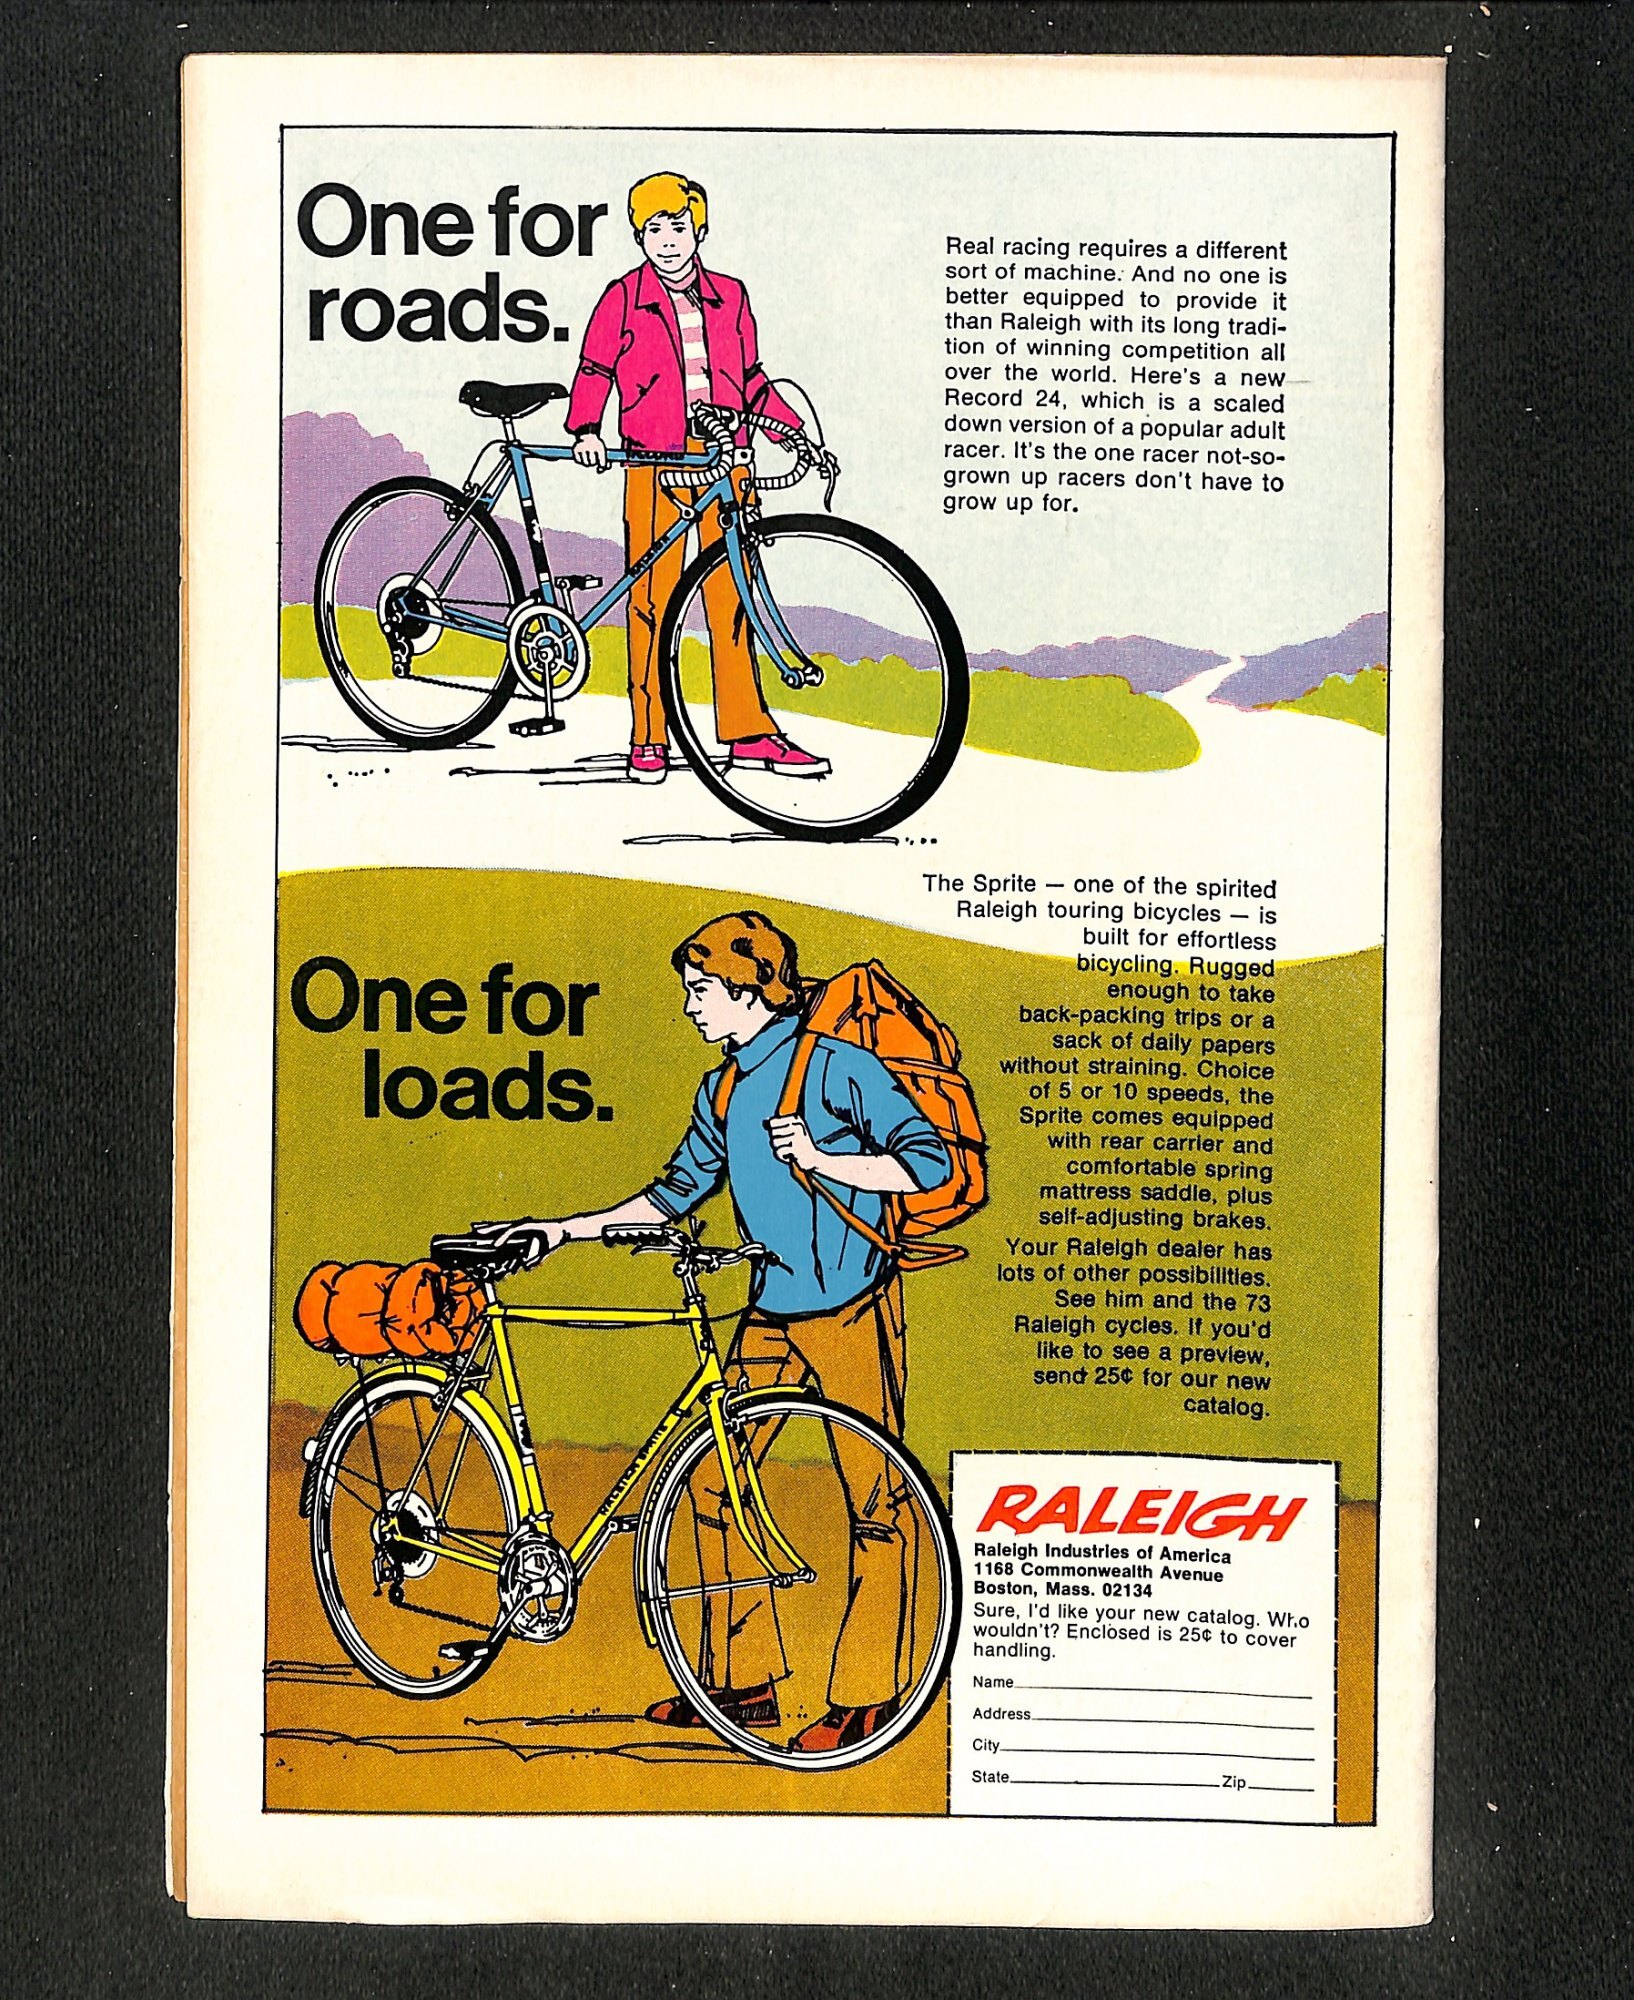 One for
roads.
Real racing requires a different
sort of machine. And no one is
better equipped to provide it
than Raleigh with its long tradi-
tion of winning competition all
over the world. Here's a new
Record 24, which is a scaled
down version of a popular adult
racer. It's the one racer not-so-
grown up racers don't have to
grow up for.
RECORD
RALEIGH
The Sprite — one of the spirited
Raleigh touring bicycles — is
built for effortless
bicycling. Rugged
enough to take
back-packing trips or a
sack of daily papers
without straining. Choice
of 5 or 10 speeds, the
Sprite comes equipped
with rear carrier and
comfortable spring
mattress saddle, plus
self-adjusting brakes.
Your Raleigh dealer has
lots of other possibilities.
See him and the 73
Raleigh cycles. If you'd
like to see a preview,
send 25¢ for our new
catalog.
One for
loads.
RALEIGH SPRITE
RALEIGH
Raleigh Industries of America
1168 Commonwealth Avenue
Boston, Mass. 02134
Sure, I'd like your new catalog. Who
wouldn't? Enclosed is 25¢ to cover
handling.
Name
Address
City
State Zip